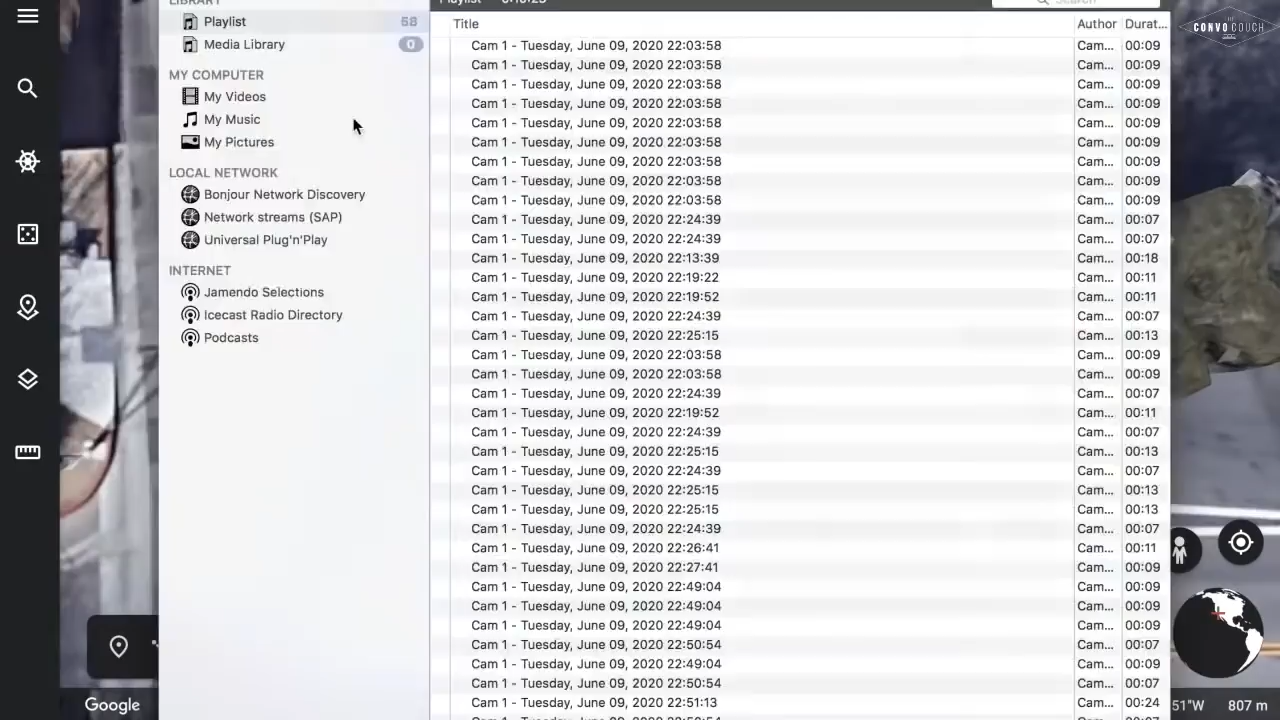 LIBRARY
Playlist 68
Media Library 0
MY COMPUTER
My Videos
My Music
My Pictures
LOCAL NETWORK
Bonjour Network Discovery
Network streams (SAP)
Universal Plug'n'Play
INTERNET
Jamendo Selections
Icecast Radio Directory
Podcasts
Playlist
Search
Title Author Durat...
Cam 1 - Tuesday, June 09, 2020 22:03:58 Cam... 00:09
Cam 1 - Tuesday, June 09, 2020 22:03:58 Cam... 00:09
Cam 1 - Tuesday, June 09, 2020 22:03:58 Cam... 00:09
Cam 1 - Tuesday, June 09, 2020 22:03:58 Cam... 00:09
Cam 1 - Tuesday, June 09, 2020 22:03:58 Cam... 00:09
Cam 1 - Tuesday, June 09, 2020 22:03:58 Cam... 00:09
Cam 1 - Tuesday, June 09, 2020 22:03:58 Cam... 00:09
Cam 1 - Tuesday, June 09, 2020 22:03:58 Cam... 00:09
Cam 1 - Tuesday, June 09, 2020 22:03:58 Cam... 00:09
Cam 1 - Tuesday, June 09, 2020 22:24:39 Cam... 00:07
Cam 1 - Tuesday, June 09, 2020 22:24:39 Cam... 00:07
Cam 1 - Tuesday, June 09, 2020 22:13:39 Cam... 00:18
Cam 1 - Tuesday, June 09, 2020 22:19:22 Cam... 00:11
Cam 1 - Tuesday, June 09, 2020 22:19:52 Cam... 00:11
Cam 1 - Tuesday, June 09, 2020 22:24:39 Cam... 00:07
Cam 1 - Tuesday, June 09, 2020 22:25:15 Cam... 00:13
Cam 1 - Tuesday, June 09, 2020 22:03:58 Cam... 00:09
Cam 1 - Tuesday, June 09, 2020 22:03:58 Cam... 00:09
Cam 1 - Tuesday, June 09, 2020 22:24:39 Cam... 00:07
Cam 1 - Tuesday, June 09, 2020 22:19:52 Cam... 00:11
Cam 1 - Tuesday, June 09, 2020 22:24:39 Cam... 00:07
Cam 1 - Tuesday, June 09, 2020 22:25:15 Cam... 00:13
Cam 1 - Tuesday, June 09, 2020 22:24:39 Cam... 00:07
Cam 1 - Tuesday, June 09, 2020 22:25:15 Cam... 00:13
Cam 1 - Tuesday, June 09, 2020 22:25:15 Cam... 00:13
Cam 1 - Tuesday, June 09, 2020 22:24:39 Cam... 00:07
Cam 1 - Tuesday, June 09, 2020 22:26:41 Cam... 00:11
Cam 1 - Tuesday, June 09, 2020 22:27:41 Cam... 00:09
Cam 1 - Tuesday, June 09, 2020 22:49:04 Cam... 00:09
Cam 1 - Tuesday, June 09, 2020 22:49:04 Cam... 00:09
Cam 1 - Tuesday, June 09, 2020 22:49:04 Cam... 00:09
Cam 1 - Tuesday, June 09, 2020 22:50:54 Cam... 00:07
Cam 1 - Tuesday, June 09, 2020 22:49:04 Cam... 00:09
Cam 1 - Tuesday, June 09, 2020 22:50:54 Cam... 00:07
Cam 1 - Tuesday, June 09, 2020 22:51:13 Cam... 00:24
CONVO COUCH
Google
51"W 807 m